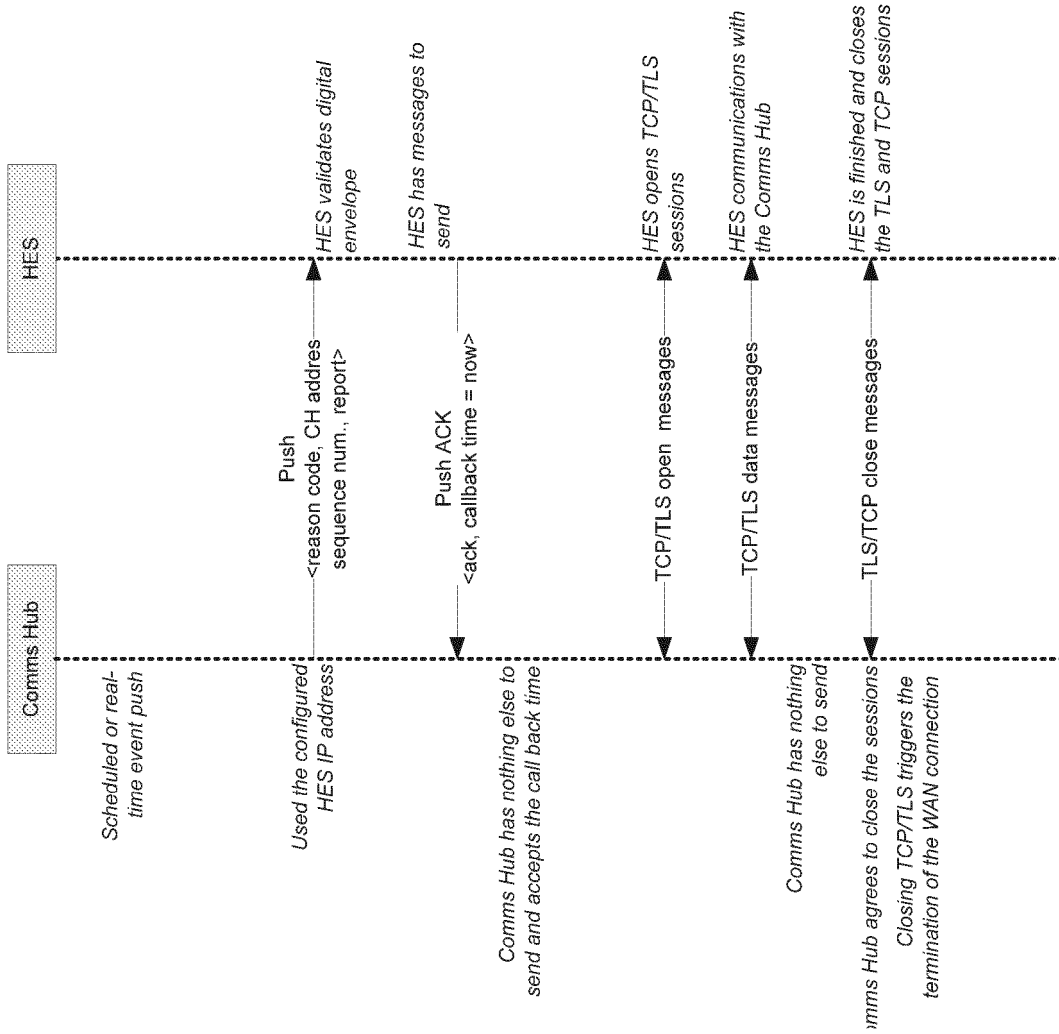 Comms Hub
HES
Scheduled or real-
time event push
Used the configured
HES IP address
Push
<reason code, CH addres
sequence num., report>
HES validates digital
envelope
HES has messages to
send
Push ACK
<ack, callback time = now>
Comms Hub has nothing else to
send and accepts the call back time
TCP/TLS open messages
HES opens TCP/TLS
sessions
TCP/TLS data messages
HES communications with
the Comms Hub
Comms Hub has nothing
else to send
omms Hub agrees to close the sessions
TLS/TCP close messages
HES is finished and closes
the TLS and TCP sessions
Closing TCP/TLS triggers the
termination of the WAN connection